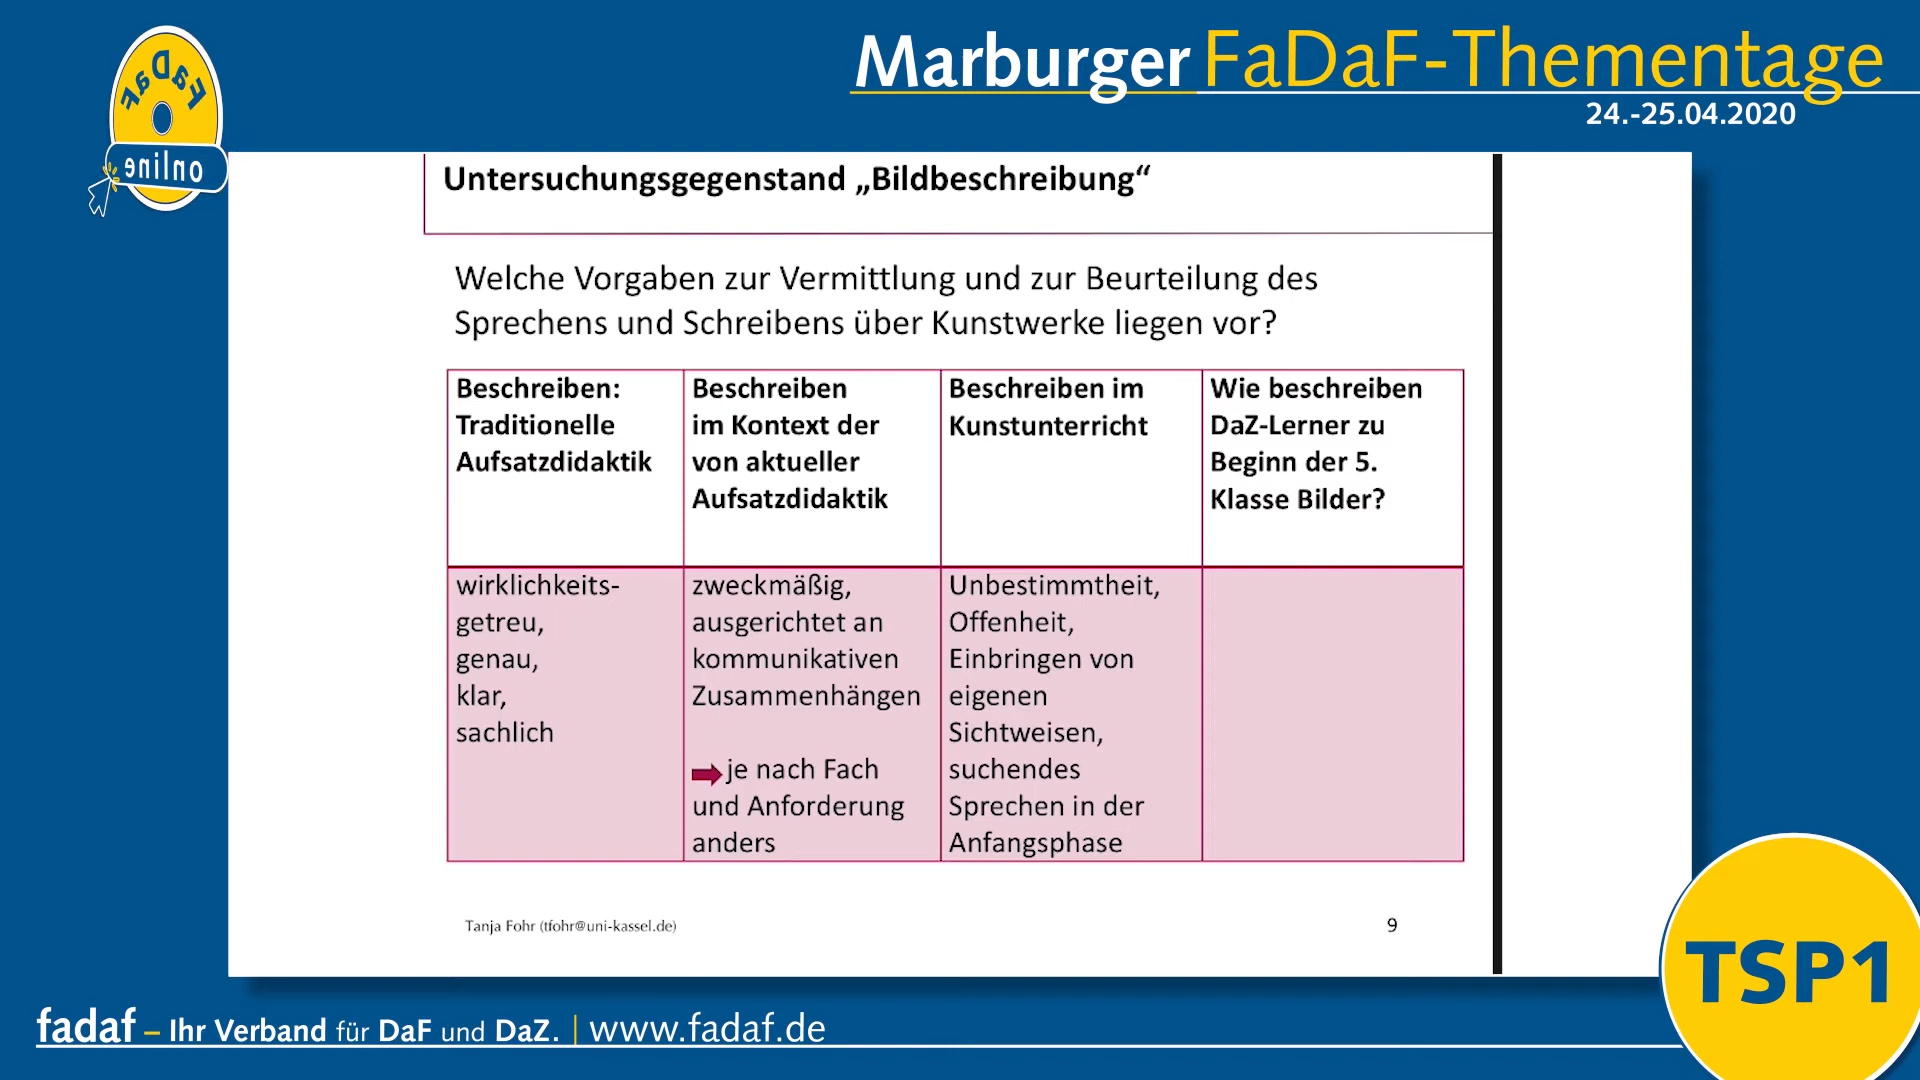 FaDaF
online
Marburger FaDaF-Thementage
24.-25.04.2020
Untersuchungsgegenstand „Bildbeschreibung“
Welche Vorgaben zur Vermittlung und zur Beurteilung des
Sprechens und Schreibens über Kunstwerke liegen vor?
Beschreiben:
Traditionelle
Aufsatzdidaktik
Beschreiben
im Kontext der
von aktueller
Aufsatzdidaktik
Beschreiben im
Kunstunterricht
Wie beschreiben
DaZ-Lerner zu
Beginn der 5.
Klasse Bilder?
wirklichkeits-
getreu,
genau,
klar,
sachlich
zweckmäßig,
ausgerichtet an
kommunikativen
Zusammenhängen
je nach Fach
und Anforderung
anders
Unbestimmtheit,
Offenheit,
Einbringen von
eigenen
Sichtweisen,
suchendes
Sprechen in der
Anfangsphase
Tanja Fohr (tfohr@uni-kassel.de)
9
TSP1
fadaf – Ihr Verband für DaF und DaZ. | www.fadaf.de